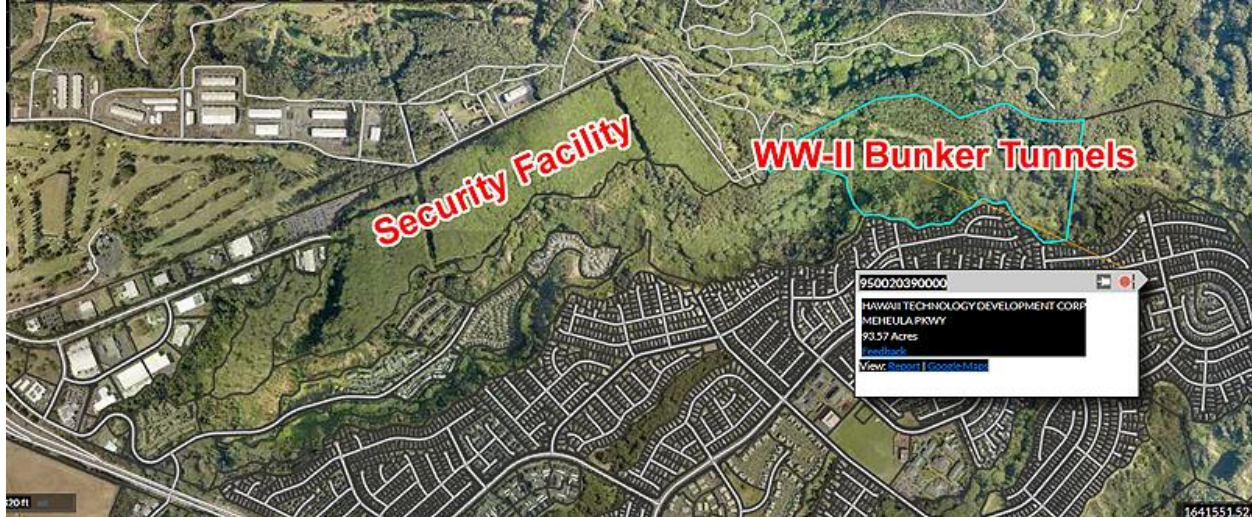 Security Facility
WW-II Bunker Tunnels
950020390000
HAWAII TECHNOLOGY DEVELOPMENT CORP
MEHEULA PKWY
93.57 Acres
Feedback
View: Report | Google Maps
1641551.52